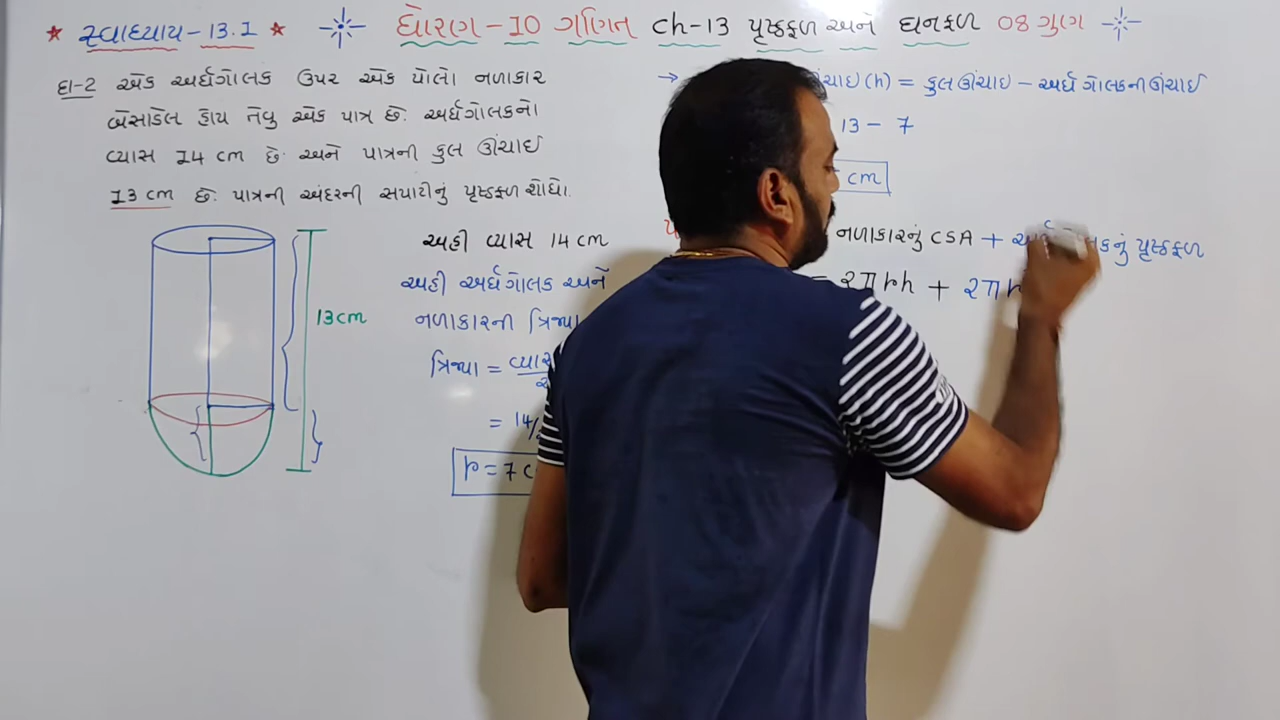 ★ સ્વાધ્યાય-13.1 ★ ધોરણ-10 ગણિત ch-13 પૃષ્ઠફળ અને ઘનફળ 08 ગુણ
દા-2 એક અર્ધગોલક ઉપર એક પોલો નળાકાર
બેસાડેલ હોય તેવુ એક પાત્ર છે. અર્ધગોલકનો
વ્યાસ 14 cm છે. અને પાત્રની કુલ ઊંચાઈ
13 cm છે. પાત્રની અંદરની સપાટીનું પૃષ્ઠફળ શોધો.
13cm
અહી વ્યાસ 14 cm
અહી અર્ધગોલક અને
નળાકારની ત્રિજ્યા
ત્રિજ્યા = વ્યાસ
= 14/
r = 7
→ (h) = કુલ ઊંચાઈ - અર્ધ ગોલકની ઊંચાઈ
13 - 7
cm
નળાકારનું CSA + પૃષ્ઠફળ
= 2πrh + 2πr